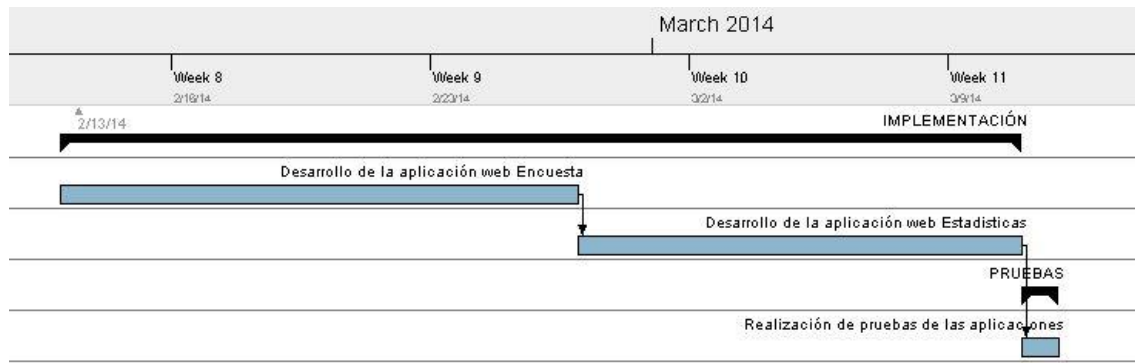 March 2014
Week 8
Week 9
Week 10
Week 11
2/16/14
2/23/14
3/2/14
3/9/14
2/13/14
IMPLEMENTACIÓN
Desarrollo de la aplicación web Encuesta
Desarrollo de la aplicación web Estadisticas
PRUEBAS
Realización de pruebas de las aplicaciones